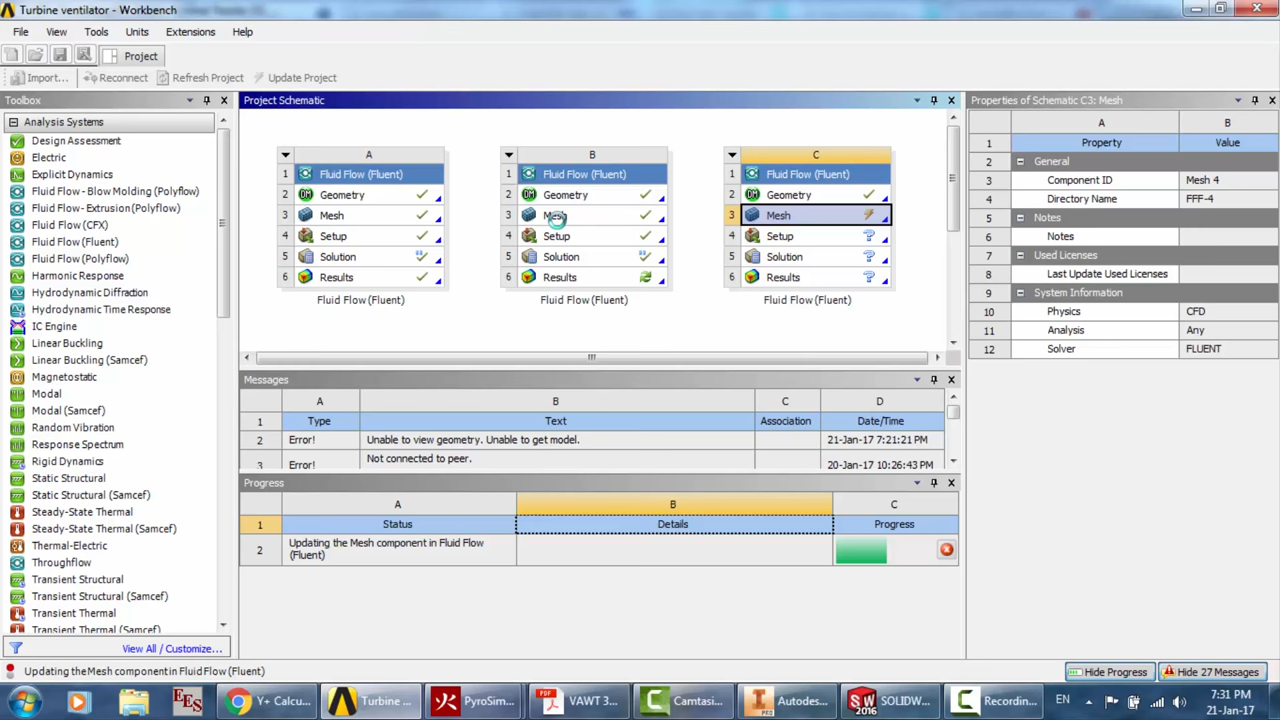 Turbine ventilator - Workbench
File View Tools Units Extensions Help
Project
Import... Reconnect Refresh Project Update Project
Toolbox
Analysis Systems
Design Assessment
Electric
Explicit Dynamics
Fluid Flow - Blow Molding (Polyflow)
Fluid Flow- Extrusion (Polyflow)
Fluid Flow (CFX)
Fluid Flow (Fluent)
Fluid Flow (Polyflow)
Harmonic Response
Hydrodynamic Diffraction
Hydrodynamic Time Response
IC Engine
Linear Buckling
Linear Buckling (Samcef)
Magnetostatic
Modal
Modal (Samcef)
Random Vibration
Response Spectrum
Rigid Dynamics
Static Structural
Static Structural (Samcef)
Steady-State Thermal
Steady-State Thermal (Samcef)
Thermal-Electric
Throughflow
Transient Structural
Transient Structural (Samcef)
Transient Thermal
Transient Thermal (Samcef)
View All / Customize...
Project Schematic
A
1 Fluid Flow (Fluent)
2 Geometry
3 Mesh
4 Setup
5 Solution
6 Results
Fluid Flow (Fluent)
B
1 Fluid Flow (Fluent)
2 Geometry
3 Mesh
4 Setup
5 Solution
6 Results
Fluid Flow (Fluent)
C
1 Fluid Flow (Fluent)
2 Geometry
3 Mesh
4 Setup
5 Solution
6 Results
Fluid Flow (Fluent)
Messages
A B C D
1 Type Text Association Date/Time
2 Error! Unable to view geometry. Unable to get model. 21-Jan-17 7:21:21 PM
3 Error! Not connected to peer. 20-Jan-17 10:26:43 PM
Progress
A B C
1 Status Details Progress
2 Updating the Mesh component in Fluid Flow
(Fluent)
Properties of Schematic C3: Mesh
A B
1 Property Value
2 General
3 Component ID Mesh 4
4 Directory Name FFF-4
5 Notes
6 Notes
7 Used Licenses
8 Last Update Used Licenses
9 System Information
10 Physics CFD
11 Analysis Any
12 Solver FLUENT
Updating the Mesh component in Fluid Flow (Fluent)
Hide Progress Hide 27 Messages
EES Y+ Calcu... Turbine ... PyroSim... VAWT 3... Camtasi... Autodes... SOLIDW... Recordin... EN 7:31 PM
21-Jan-17